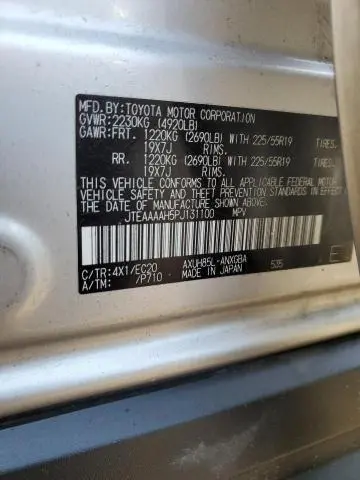 MFD.BY:TOYOTA MOTOR CORPORATION
GVWR:2230KG (4920LB)
GAWR:FRT. 1220KG (2690LB) WITH 225/55R19 TIRES,
19X7J RIMS,
RR. 1220KG (2690LB) WITH 225/55R19 TIRES,
19X7J RIMS,
THIS VEHICLE CONFORMS TO ALL APPLICABLE
FEDERAL MOTOR VEHICLE SAFETY STANDARDS IN EFFECT ON
THE DATE OF MANUFACTURE SHOWN ABOVE.
JTEAAAAH5PJ131100 MPV
C/TR:4X1/EC20 AXUH85L-ANXGBA 535
A/TM: /P710 MADE IN JAPAN E